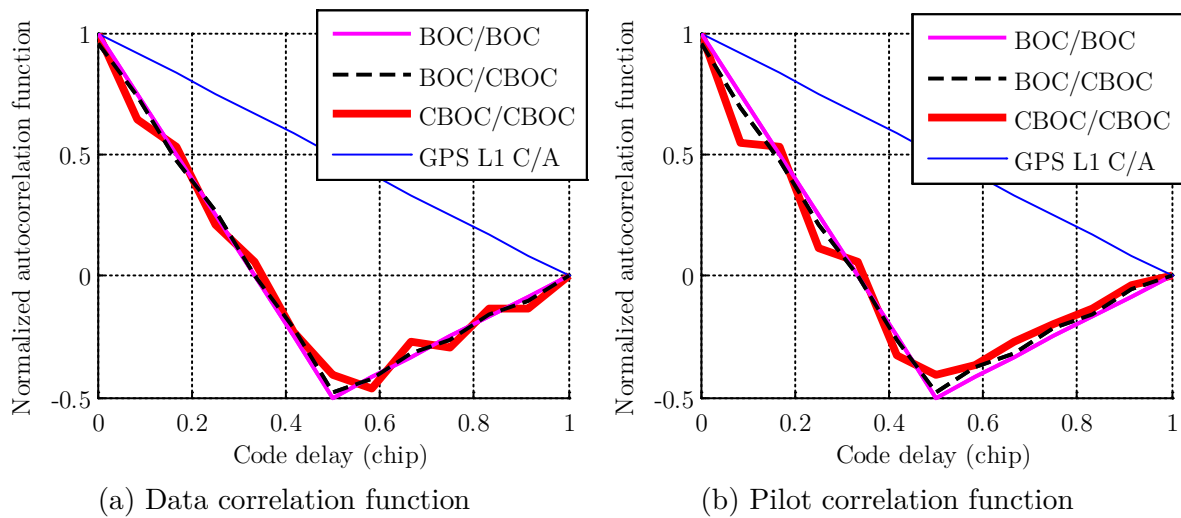 1
0.5
0
-0.5
0
0.2
0.4
0.6
0.8
1
Normalized autocorrelation function
Code delay (chip)
BOC/BOC
BOC/CBOC
CBOC/CBOC
GPS L1 C/A
(a) Data correlation function
1
0.5
0
-0.5
0
0.2
0.4
0.6
0.8
1
Normalized autocorrelation function
Code delay (chip)
BOC/BOC
BOC/CBOC
CBOC/CBOC
GPS L1 C/A
(b) Pilot correlation function